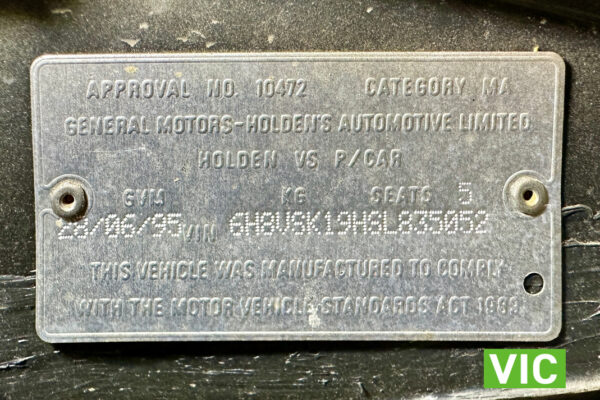 APPROVAL NO. 10472 CATEGORY MA
GENERAL MOTORS-HOLDEN'S AUTOMOTIVE LIMITED
HOLDEN VS P/CAR
GVM KG SEATS 5
28/06/95 VIN 6H8VSK19HSL835052
THIS VEHICLE WAS MANUFACTURED TO COMPLY
WITH THE MOTOR VEHICLE STANDARDS ACT 1989
VIC